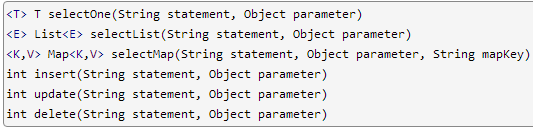 <T> T selectOne(String statement, Object parameter)
<E> List<E> selectList(String statement, Object parameter)
<K,V> Map<K,V> selectMap(String statement, Object parameter, String mapKey)
int insert(String statement, Object parameter)
int update(String statement, Object parameter)
int delete(String statement, Object parameter)